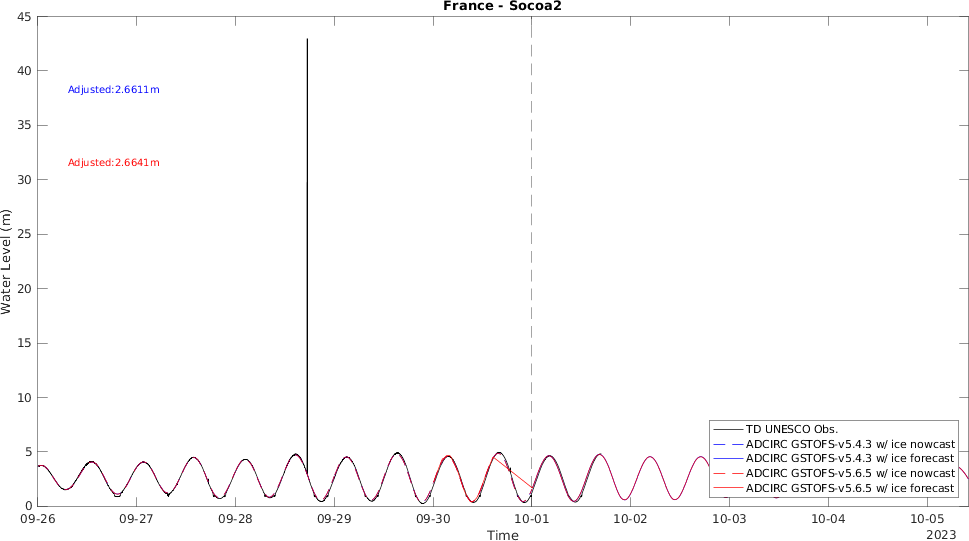 France - Socoa2
45
40
35
30
25
20
15
10
5
0
Water Level (m)
Adjusted:2.6611m
Adjusted:2.6641m
TD UNESCO Obs.
ADCIRC GSTOFS-v5.4.3 w/ ice nowcast
ADCIRC GSTOFS-v5.4.3 w/ ice forecast
ADCIRC GSTOFS-v5.6.5 w/ ice nowcast
ADCIRC GSTOFS-v5.6.5 w/ ice forecast
09-26 09-27 09-28 09-29 09-30 10-01 10-02 10-03 10-04 10-05
Time
2023